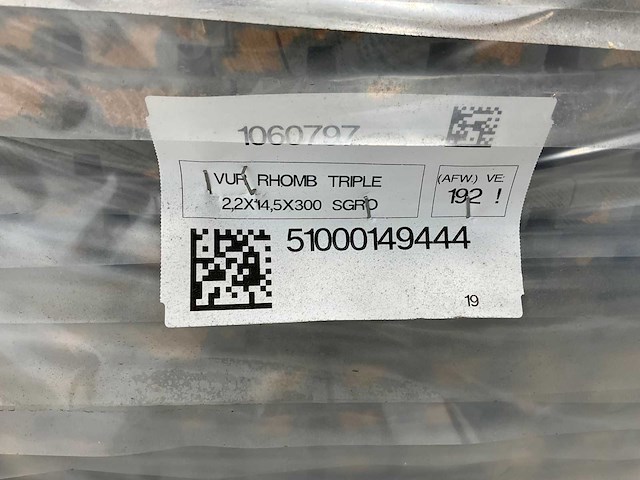 1060797
VUR RHOMB TRIPLE
2,2X14,5X300 SGRO
(AFW.) VE:
192 !
51000149444
19